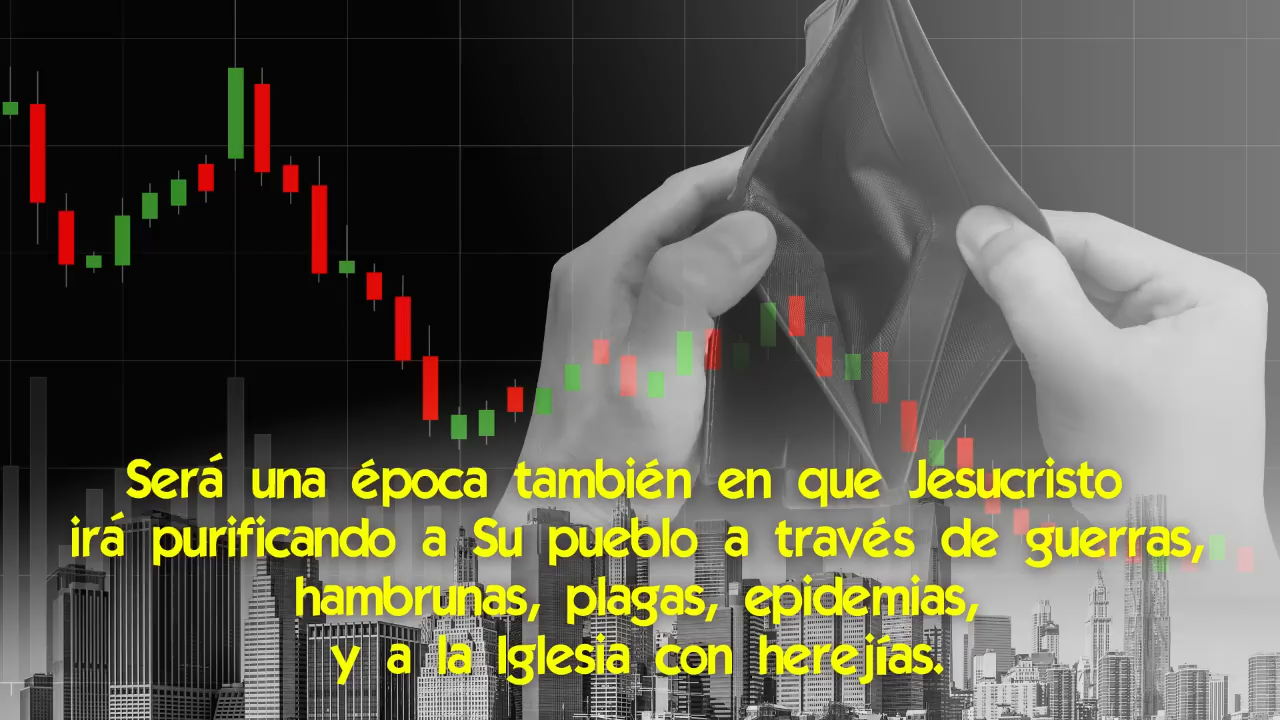 Será una época también en que Jesucristo
irá purificando a Su pueblo a través de guerras,
hambrunas, plagas, epidemias,
y a la Iglesia con herejías.